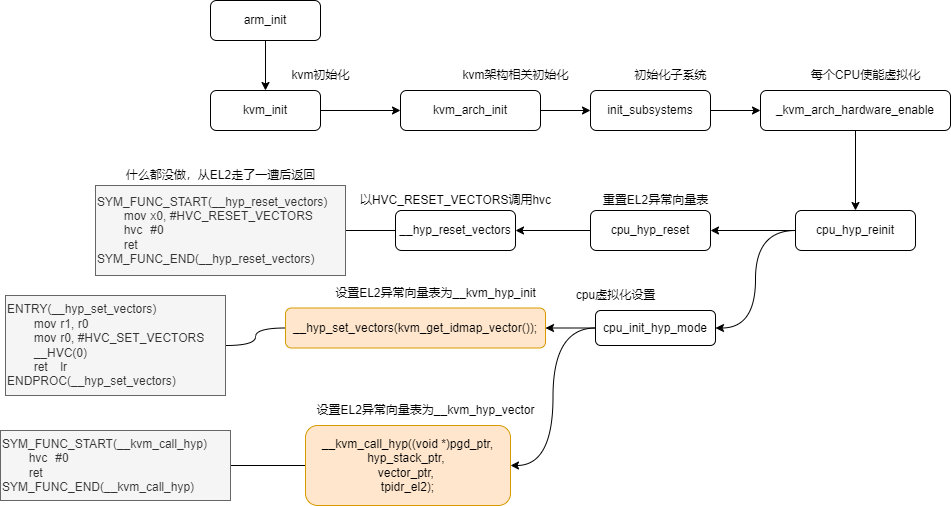 arm_init
kvm初始化
kvm架构相关初始化
初始化子系统
每个CPU使能虚拟化
kvm_init
kvm_arch_init
init_subsystems
_kvm_arch_hardware_enable
什么都没做，从EL2走了一遭后返回
以HVC_RESET_VECTORS调用hvc
重置EL2异常向量表
SYM_FUNC_START(__hyp_reset_vectors)
mov x0, #HVC_RESET_VECTORS
hvc #0
ret
SYM_FUNC_END(__hyp_reset_vectors)
__hyp_reset_vectors
cpu_hyp_reset
cpu_hyp_reinit
设置EL2异常向量表为__kvm_hyp_init
cpu虚拟化设置
ENTRY(__hyp_set_vectors)
mov r1, r0
mov r0, #HVC_SET_VECTORS
__HVC(0)
ret lr
ENDPROC(__hyp_set_vectors)
__hyp_set_vectors(kvm_get_idmap_vector());
cpu_init_hyp_mode
设置EL2异常向量表为__kvm_hyp_vector
SYM_FUNC_START(__kvm_call_hyp)
hvc #0
ret
SYM_FUNC_END(__kvm_call_hyp)
__kvm_call_hyp((void *)pgd_ptr,
hyp_stack_ptr,
vector_ptr,
tpidr_el2);